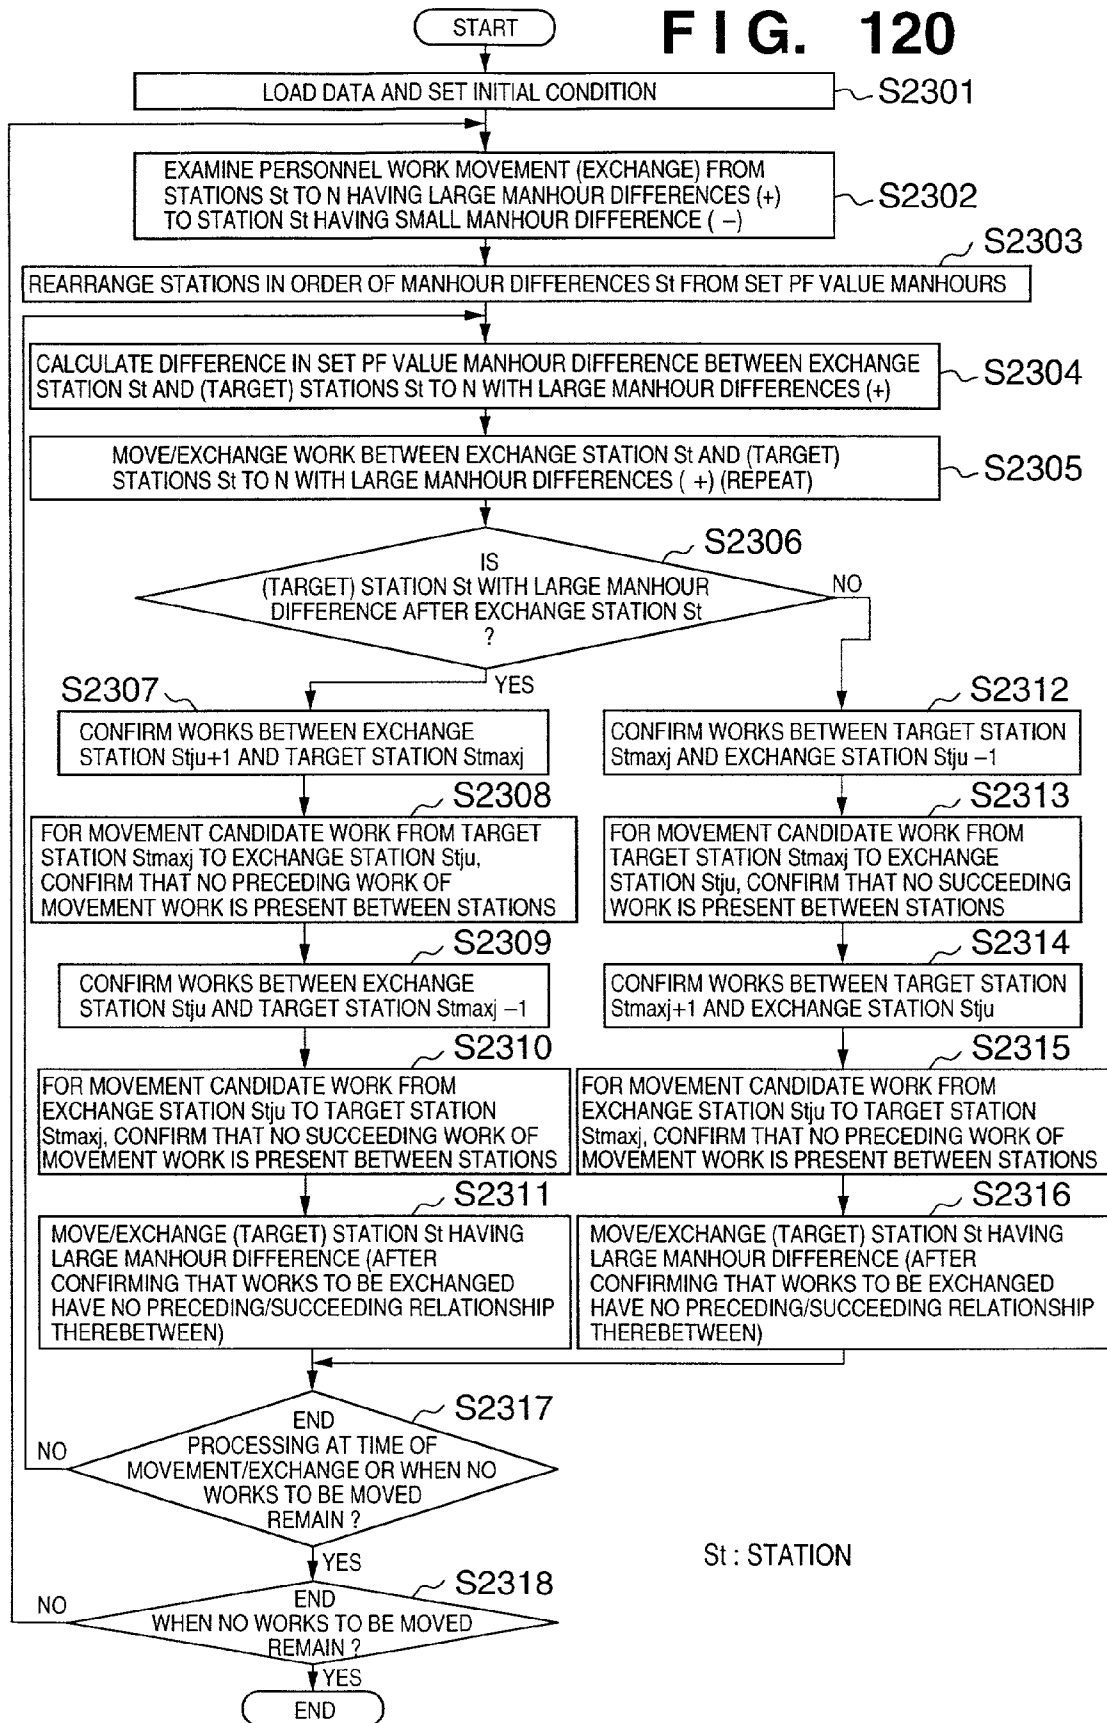 START
FIG. 120
LOAD DATA AND SET INITIAL CONDITION
S2301
EXAMINE PERSONNEL WORK MOVEMENT (EXCHANGE) FROM
STATIONS St TO N HAVING LARGE MANHOUR DIFFERENCES (+)
TO STATION St HAVING SMALL MANHOUR DIFFERENCE ( −)
S2302
S2303
REARRANGE STATIONS IN ORDER OF MANHOUR DIFFERENCES St FROM SET PF VALUE MANHOURS
CALCULATE DIFFERENCE IN SET PF VALUE MANHOUR DIFFERENCE BETWEEN EXCHANGE
STATION St AND (TARGET) STATIONS St TO N WITH LARGE MANHOUR DIFFERENCES (+)
S2304
MOVE/EXCHANGE WORK BETWEEN EXCHANGE STATION St AND (TARGET)
STATIONS St TO N WITH LARGE MANHOUR DIFFERENCES ( +) (REPEAT)
S2305
S2306
IS
(TARGET) STATION St WITH LARGE MANHOUR
DIFFERENCE AFTER EXCHANGE STATION St
?
NO
YES
S2307
CONFIRM WORKS BETWEEN EXCHANGE
STATION Stju+1 AND TARGET STATION Stmaxj
S2308
FOR MOVEMENT CANDIDATE WORK FROM TARGET
STATION Stmaxj TO EXCHANGE STATION Stju,
CONFIRM THAT NO PRECEDING WORK OF
MOVEMENT WORK IS PRESENT BETWEEN STATIONS
S2309
CONFIRM WORKS BETWEEN EXCHANGE
STATION Stju AND TARGET STATION Stmaxj −1
S2310
FOR MOVEMENT CANDIDATE WORK FROM
EXCHANGE STATION Stju TO TARGET STATION
Stmaxj, CONFIRM THAT NO SUCCEEDING WORK OF
MOVEMENT WORK IS PRESENT BETWEEN STATIONS
S2311
MOVE/EXCHANGE (TARGET) STATION St HAVING
LARGE MANHOUR DIFFERENCE (AFTER
CONFIRMING THAT WORKS TO BE EXCHANGED
HAVE NO PRECEDING/SUCCEEDING RELATIONSHIP
THEREBETWEEN)
S2312
CONFIRM WORKS BETWEEN TARGET STATION
Stmaxj AND EXCHANGE STATION Stju −1
S2313
FOR MOVEMENT CANDIDATE WORK FROM
TARGET STATION Stmaxj TO EXCHANGE
STATION Stju, CONFIRM THAT NO SUCCEEDING
WORK IS PRESENT BETWEEN STATIONS
S2314
CONFIRM WORKS BETWEEN TARGET STATION
Stmaxj+1 AND EXCHANGE STATION Stju
S2315
FOR MOVEMENT CANDIDATE WORK FROM
EXCHANGE STATION Stju TO TARGET STATION
Stmaxj, CONFIRM THAT NO PRECEDING WORK OF
MOVEMENT WORK IS PRESENT BETWEEN STATIONS
S2316
MOVE/EXCHANGE (TARGET) STATION St HAVING
LARGE MANHOUR DIFFERENCE (AFTER
CONFIRMING THAT WORKS TO BE EXCHANGED
HAVE NO PRECEDING/SUCCEEDING RELATIONSHIP
THEREBETWEEN)
S2317
END
PROCESSING AT TIME OF
MOVEMENT/EXCHANGE OR WHEN NO
WORKS TO BE MOVED
REMAIN ?
NO
YES
St : STATION
S2318
END
WHEN NO WORKS TO BE MOVED
REMAIN ?
NO
YES
END